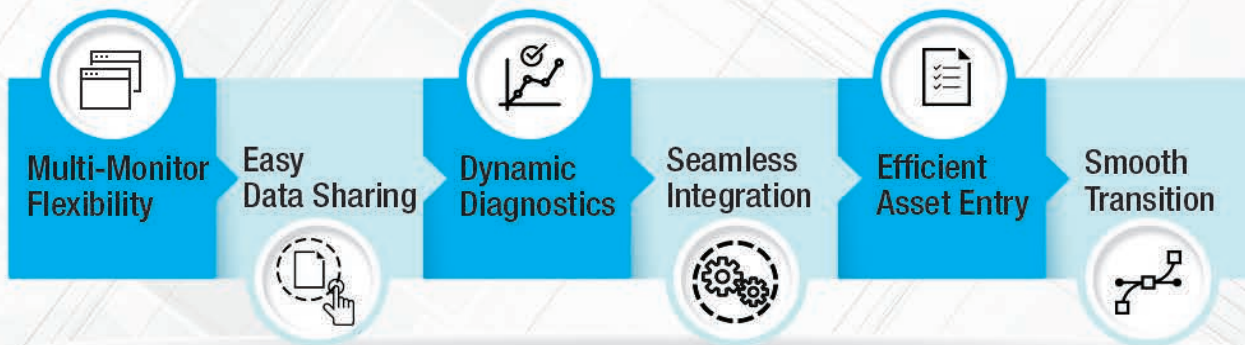 Multi-Monitor
Flexibility
Easy
Data Sharing
Dynamic
Diagnostics
Seamless
Integration
Efficient
Asset Entry
Smooth
Transition